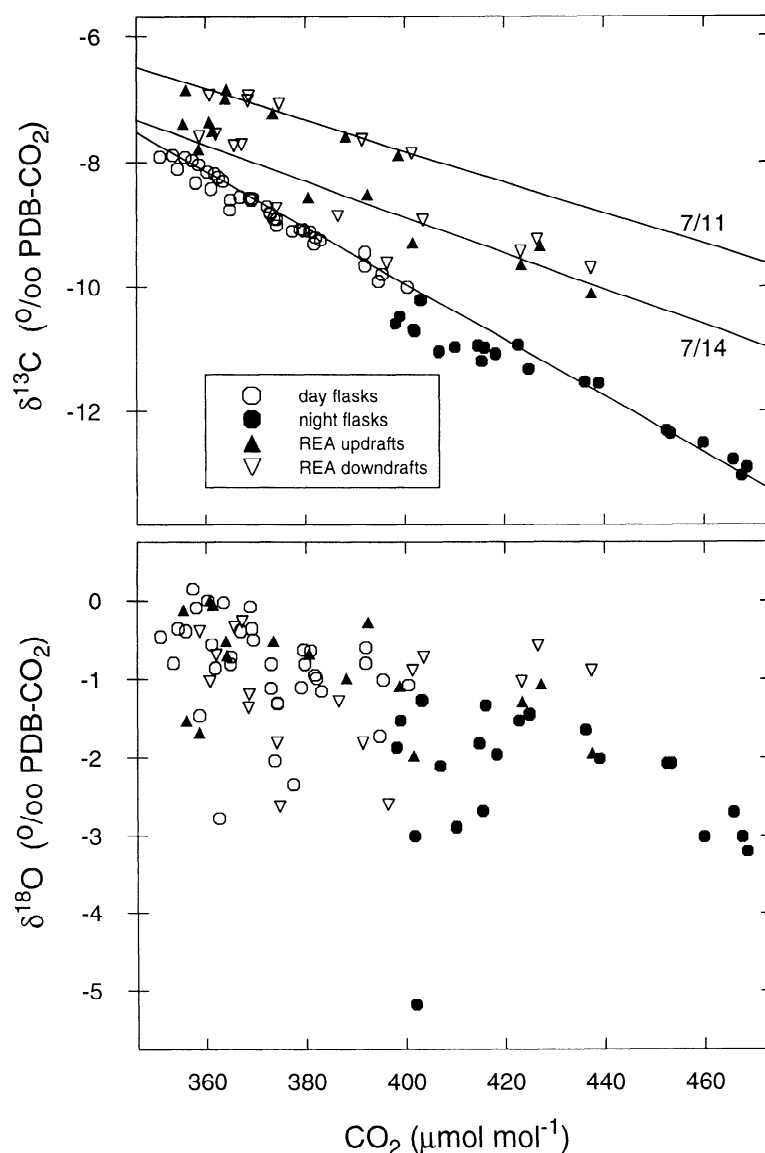 -6
-8
-10
-12
δ¹³C (⁰/oo PDB-CO₂)
7/11
7/14
day flasks
night flasks
REA updrafts
REA downdrafts
0
-1
-2
-3
-4
-5
δ¹⁸O (⁰/oo PDB-CO₂)
360 380 400 420 440 460
CO₂ (μmol mol⁻¹)